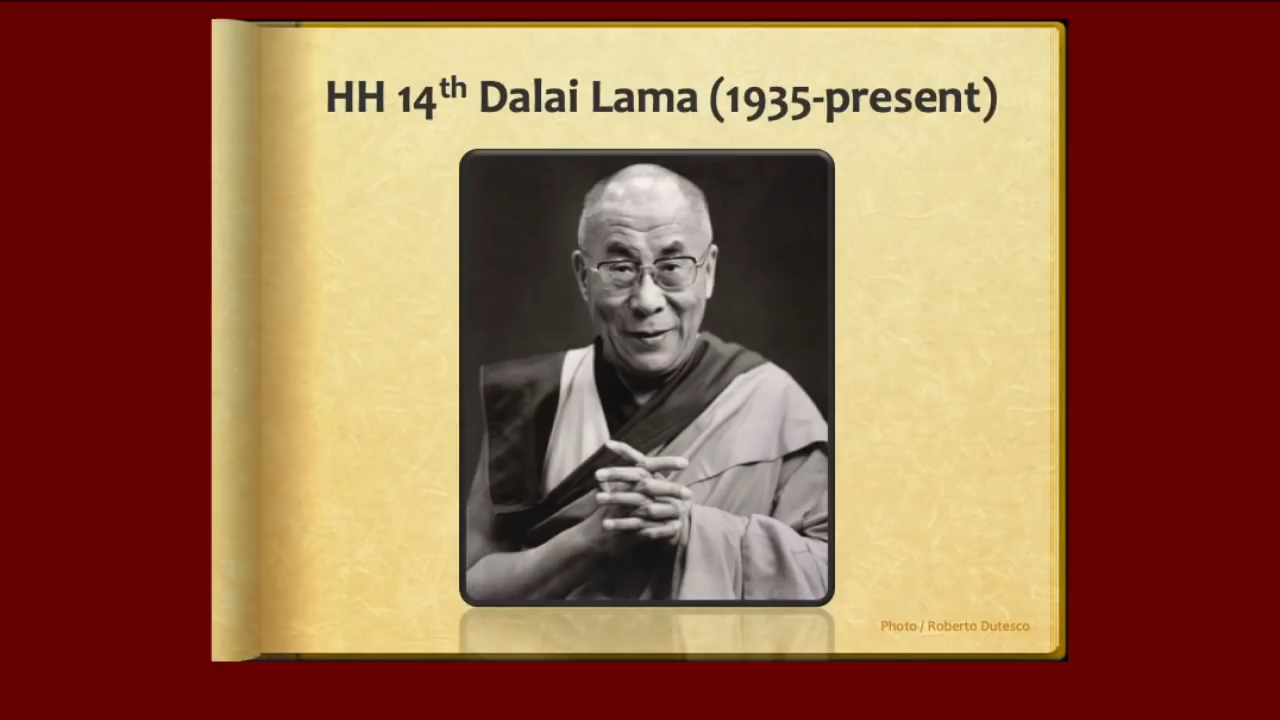 HH 14th Dalai Lama (1935-present)
Photo / Roberto Dutesco